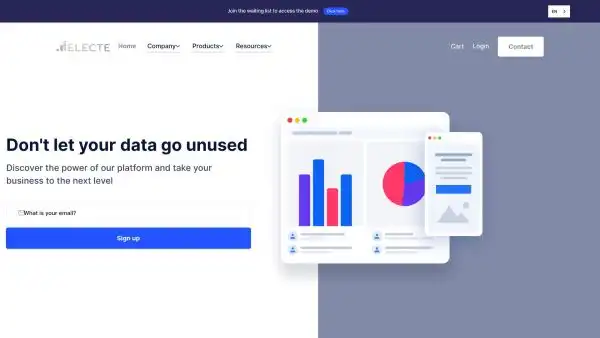 Join the waiting list to access the demo
EN
ELECTE
Home
Company
Products
Resources
Cart
Login
Contact
Don't let your data go unused
Discover the power of our platform and take your
business to the next level
What is your email?
Sign up